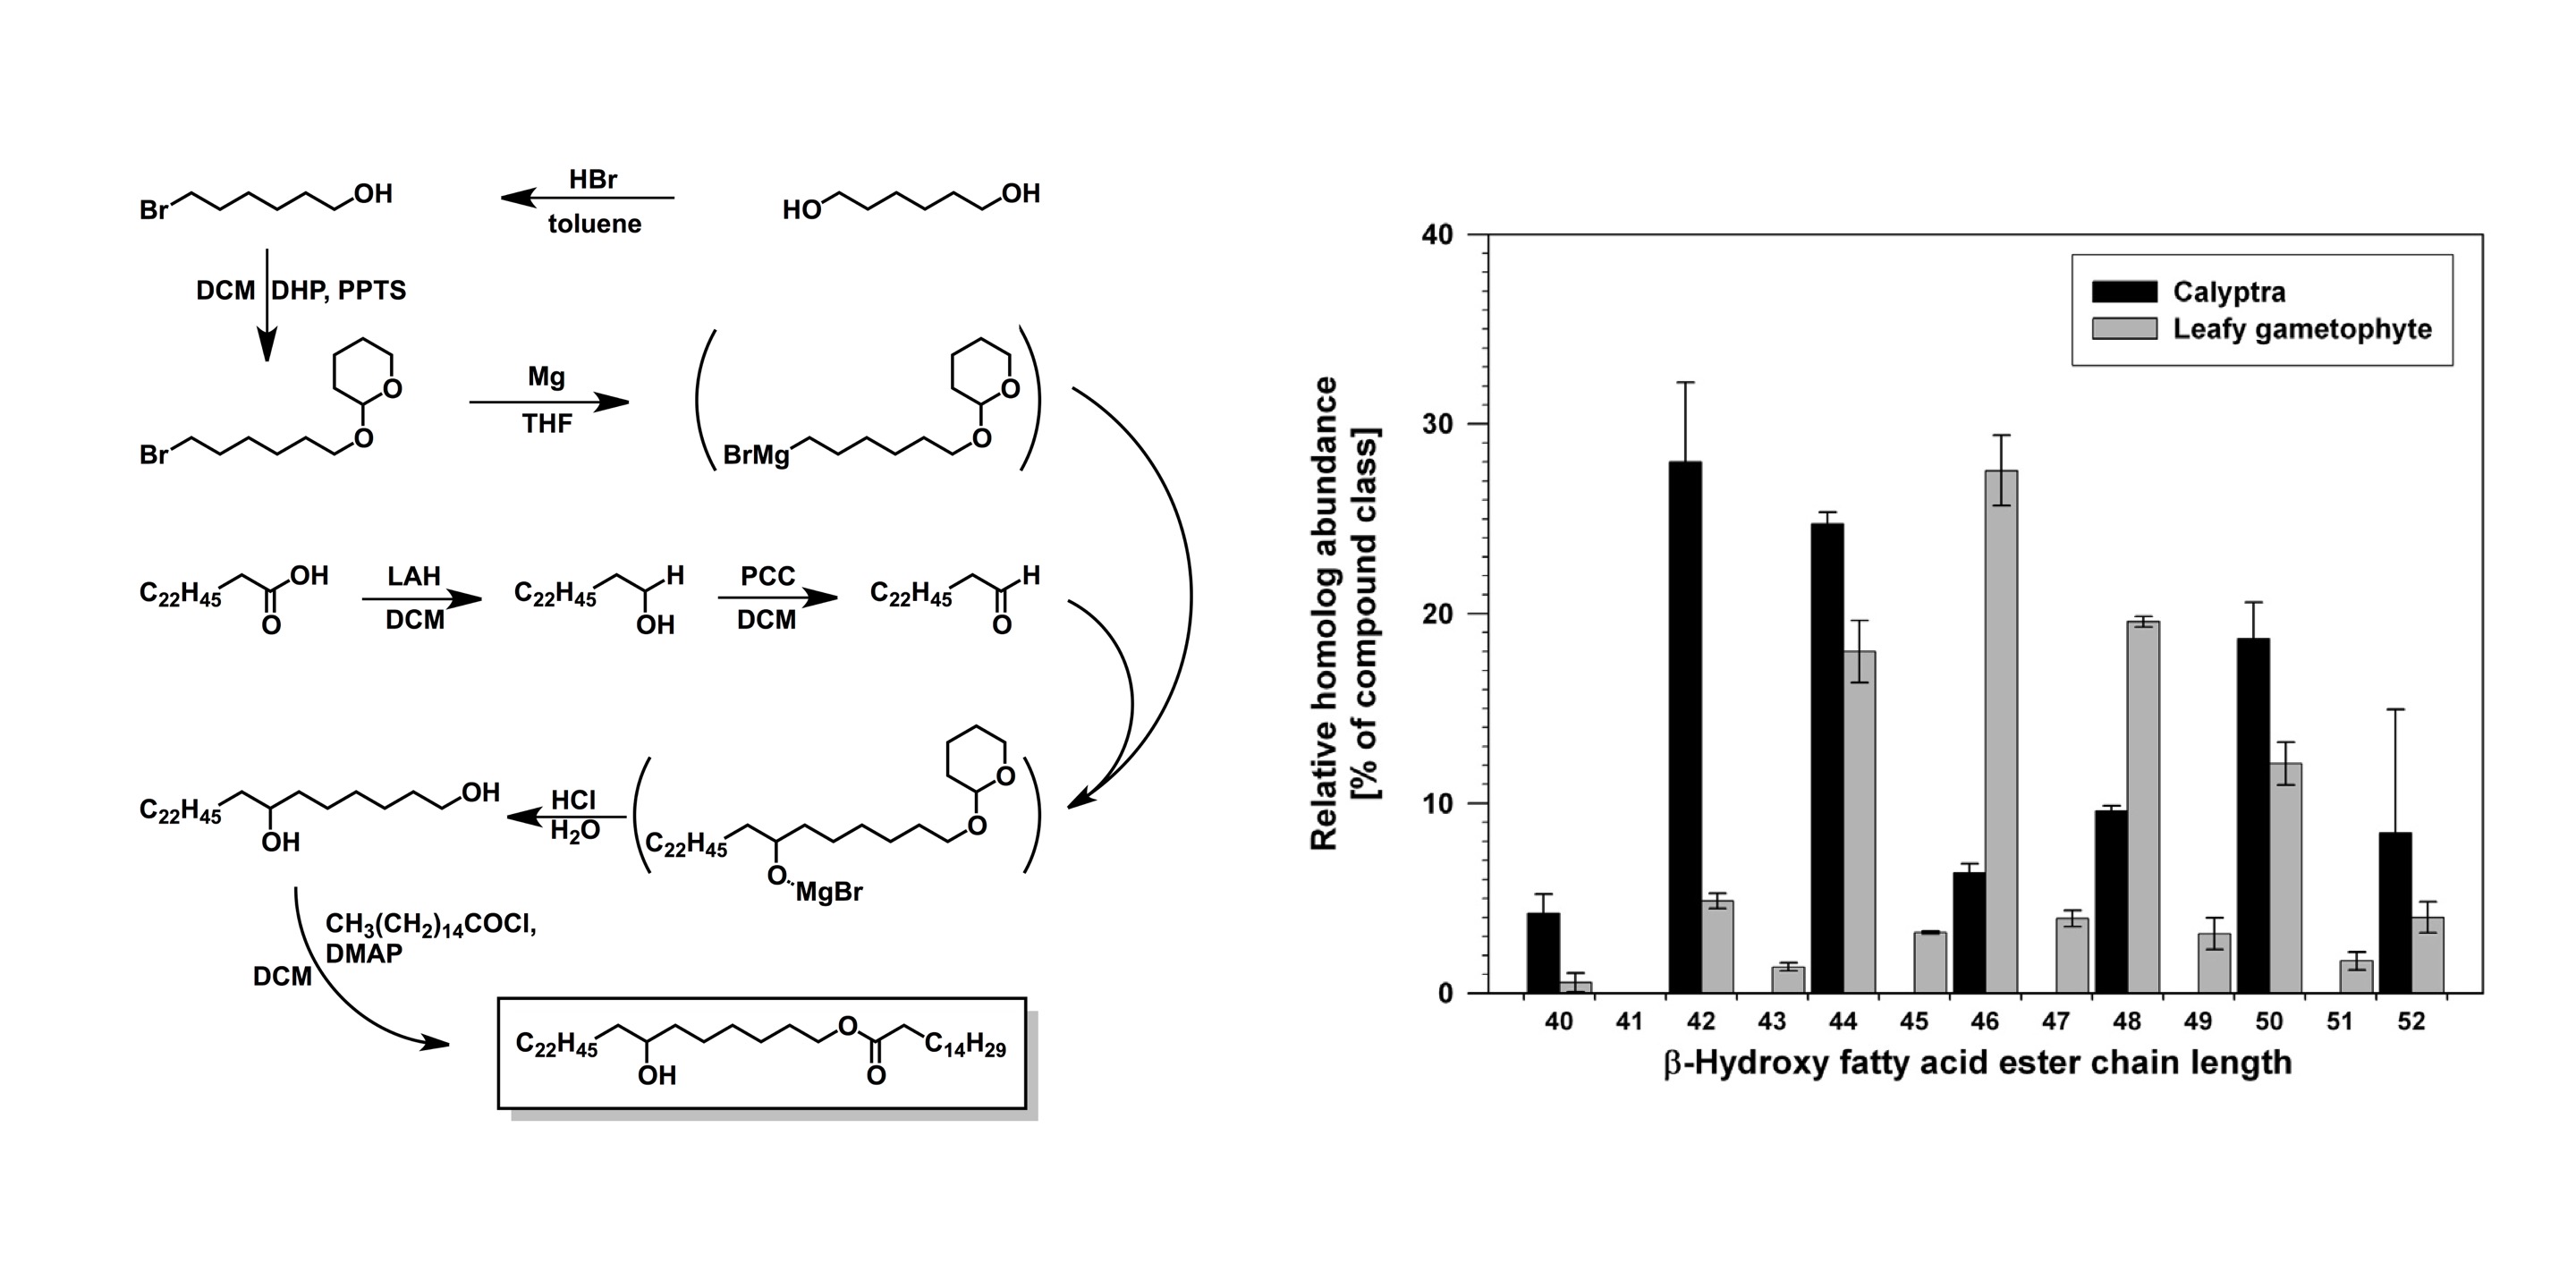 HBr
toluene
Br
OH
HO
OH
DCM
DHP, PPTS
O
Br
O
Mg
THF
O
BrMg
O
C22H45
OH
O
LAH
DCM
C22H45
H
OH
PCC
DCM
C22H45
H
O
C22H45
OH
OH
HCl
H2O
O
C22H45
O
O
MgBr
CH3(CH2)14COCl,
DMAP
DCM
C22H45
OH
O
O
C14H29
Relative homolog abundance
[% of compound class]
40
30
20
10
0
Calyptra
Leafy gametophyte
40 41 42 43 44 45 46 47 48 49 50 51 52
β-Hydroxy fatty acid ester chain length